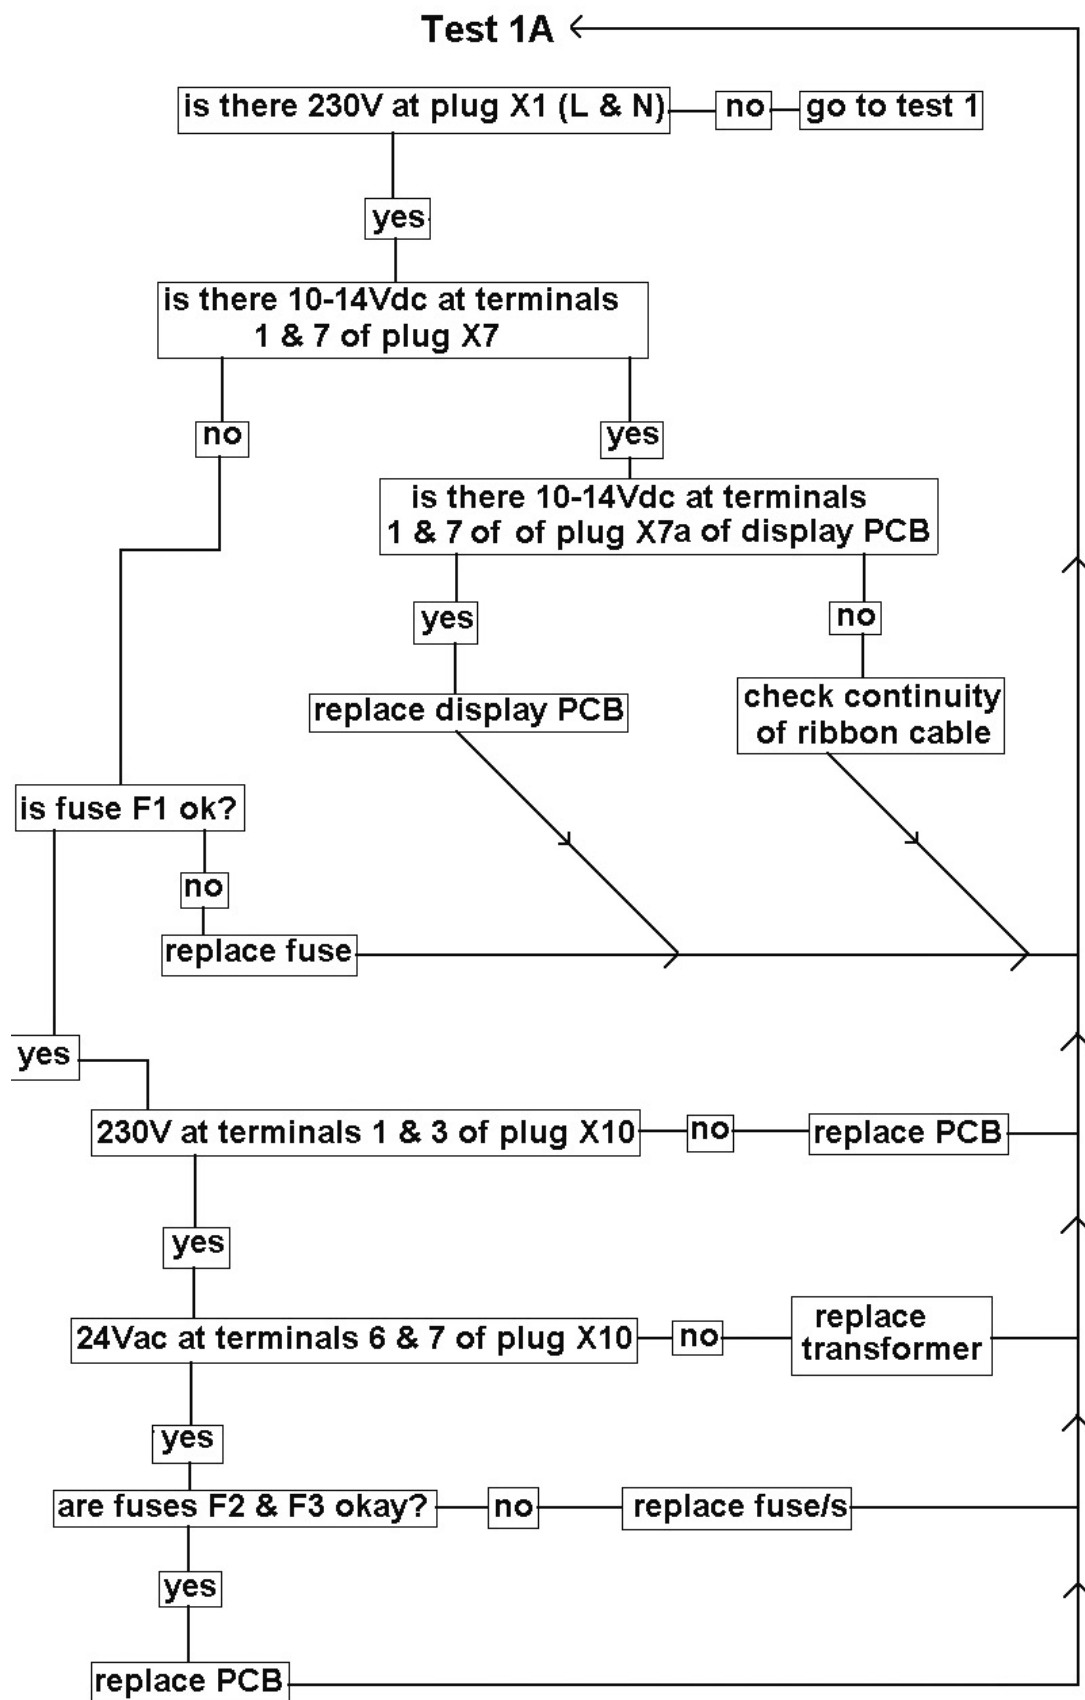 Test 1A
is there 230V at plug X1 (L & N)
no
go to test 1
yes
is there 10-14Vdc at terminals
1 & 7 of plug X7
no
yes
is there 10-14Vdc at terminals
1 & 7 of of plug X7a of display PCB
yes
no
replace display PCB
check continuity
of ribbon cable
is fuse F1 ok?
no
replace fuse
yes
230V at terminals 1 & 3 of plug X10
no
replace PCB
yes
24Vac at terminals 6 & 7 of plug X10
no
replace
transformer
yes
are fuses F2 & F3 okay?
no
replace fuse/s
yes
replace PCB